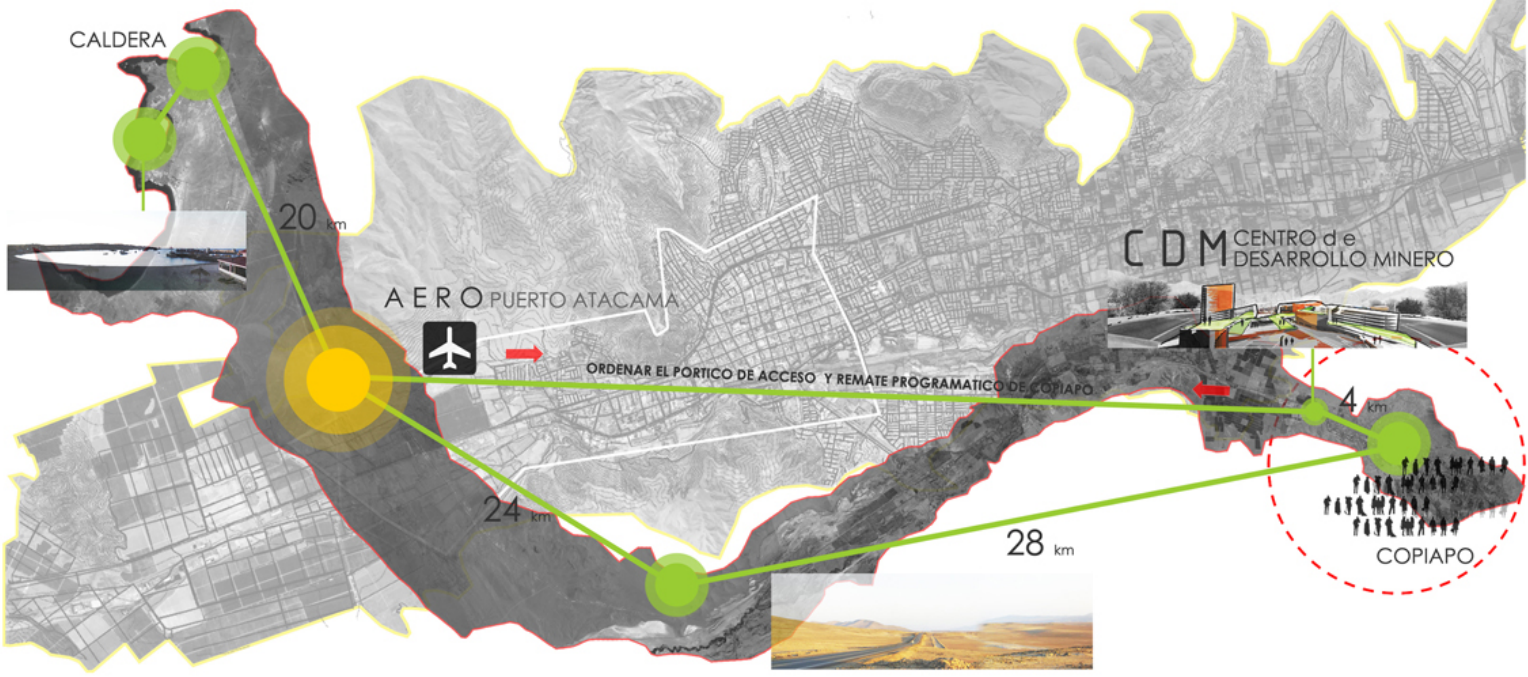 CALDERA
20 km
AERO PUERTO ATACAMA
CDM CENTRO de
DESARROLLO MINERO
ORDENAR EL PORTICO DE ACCESO Y REMATE PROGRAMATICO DE COPIAPO
4 km
24 km
28 km
COPIAPO